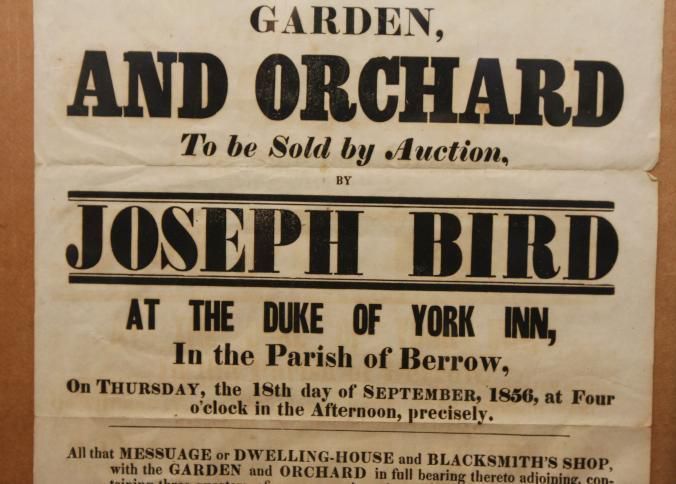 GARDEN,
AND ORCHARD
To be Sold by Auction,
BY
JOSEPH BIRD
AT THE DUKE OF YORK INN,
In the Parish of Berrow,
On THURSDAY, the 18th day of SEPTEMBER, 1856, at Four
o'clock in the Afternoon, precisely.
All that MESSUAGE or DWELLING-HOUSE and BLACKSMITH'S SHOP,
with the GARDEN and ORCHARD in full bearing thereto adjoining, con-